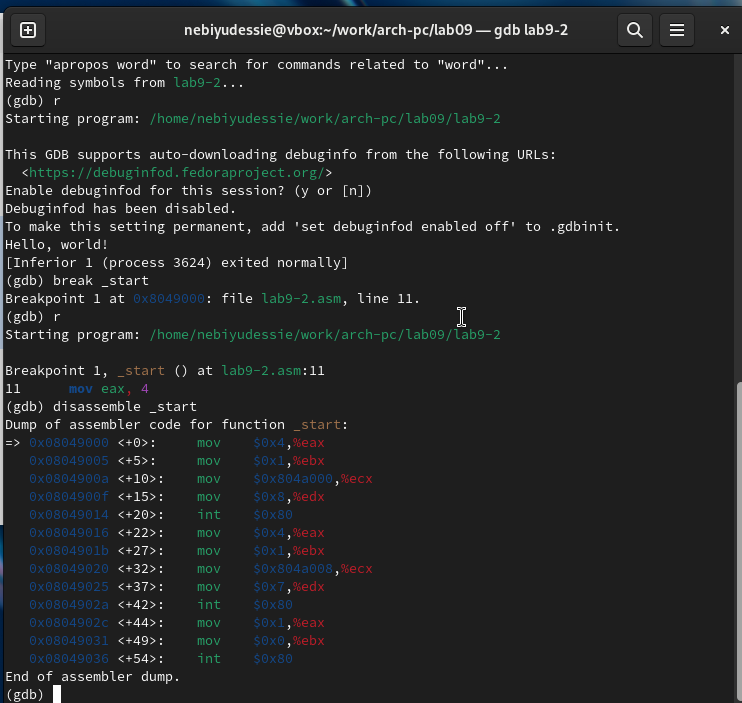 nebiyudessie@vbox:~/work/arch-pc/lab09 — gdb lab9-2
Type "apropos word" to search for commands related to "word"...
Reading symbols from lab9-2...
(gdb) r
Starting program: /home/nebiyudessie/work/arch-pc/lab09/lab9-2
This GDB supports auto-downloading debuginfo from the following URLs:
  <https://debuginfod.fedoraproject.org/>
Enable debuginfod for this session? (y or [n])
Debuginfod has been disabled.
To make this setting permanent, add 'set debuginfod enabled off' to .gdbinit.
Hello, world!
[Inferior 1 (process 3624) exited normally]
(gdb) break _start
Breakpoint 1 at 0x8049000: file lab9-2.asm, line 11.
(gdb) r
Starting program: /home/nebiyudessie/work/arch-pc/lab09/lab9-2
Breakpoint 1, _start () at lab9-2.asm:11
11      mov eax, 4
(gdb) disassemble _start
Dump of assembler code for function _start:
=> 0x08049000 <+0>:     mov    $0x4,%eax
   0x08049005 <+5>:     mov    $0x1,%ebx
   0x0804900a <+10>:    mov    $0x804a000,%ecx
   0x0804900f <+15>:    mov    $0x8,%edx
   0x08049014 <+20>:    int    $0x80
   0x08049016 <+22>:    mov    $0x4,%eax
   0x0804901b <+27>:    mov    $0x1,%ebx
   0x08049020 <+32>:    mov    $0x804a008,%ecx
   0x08049025 <+37>:    mov    $0x7,%edx
   0x0804902a <+42>:    int    $0x80
   0x0804902c <+44>:    mov    $0x1,%eax
   0x08049031 <+49>:    mov    $0x0,%ebx
   0x08049036 <+54>:    int    $0x80
End of assembler dump.
(gdb)